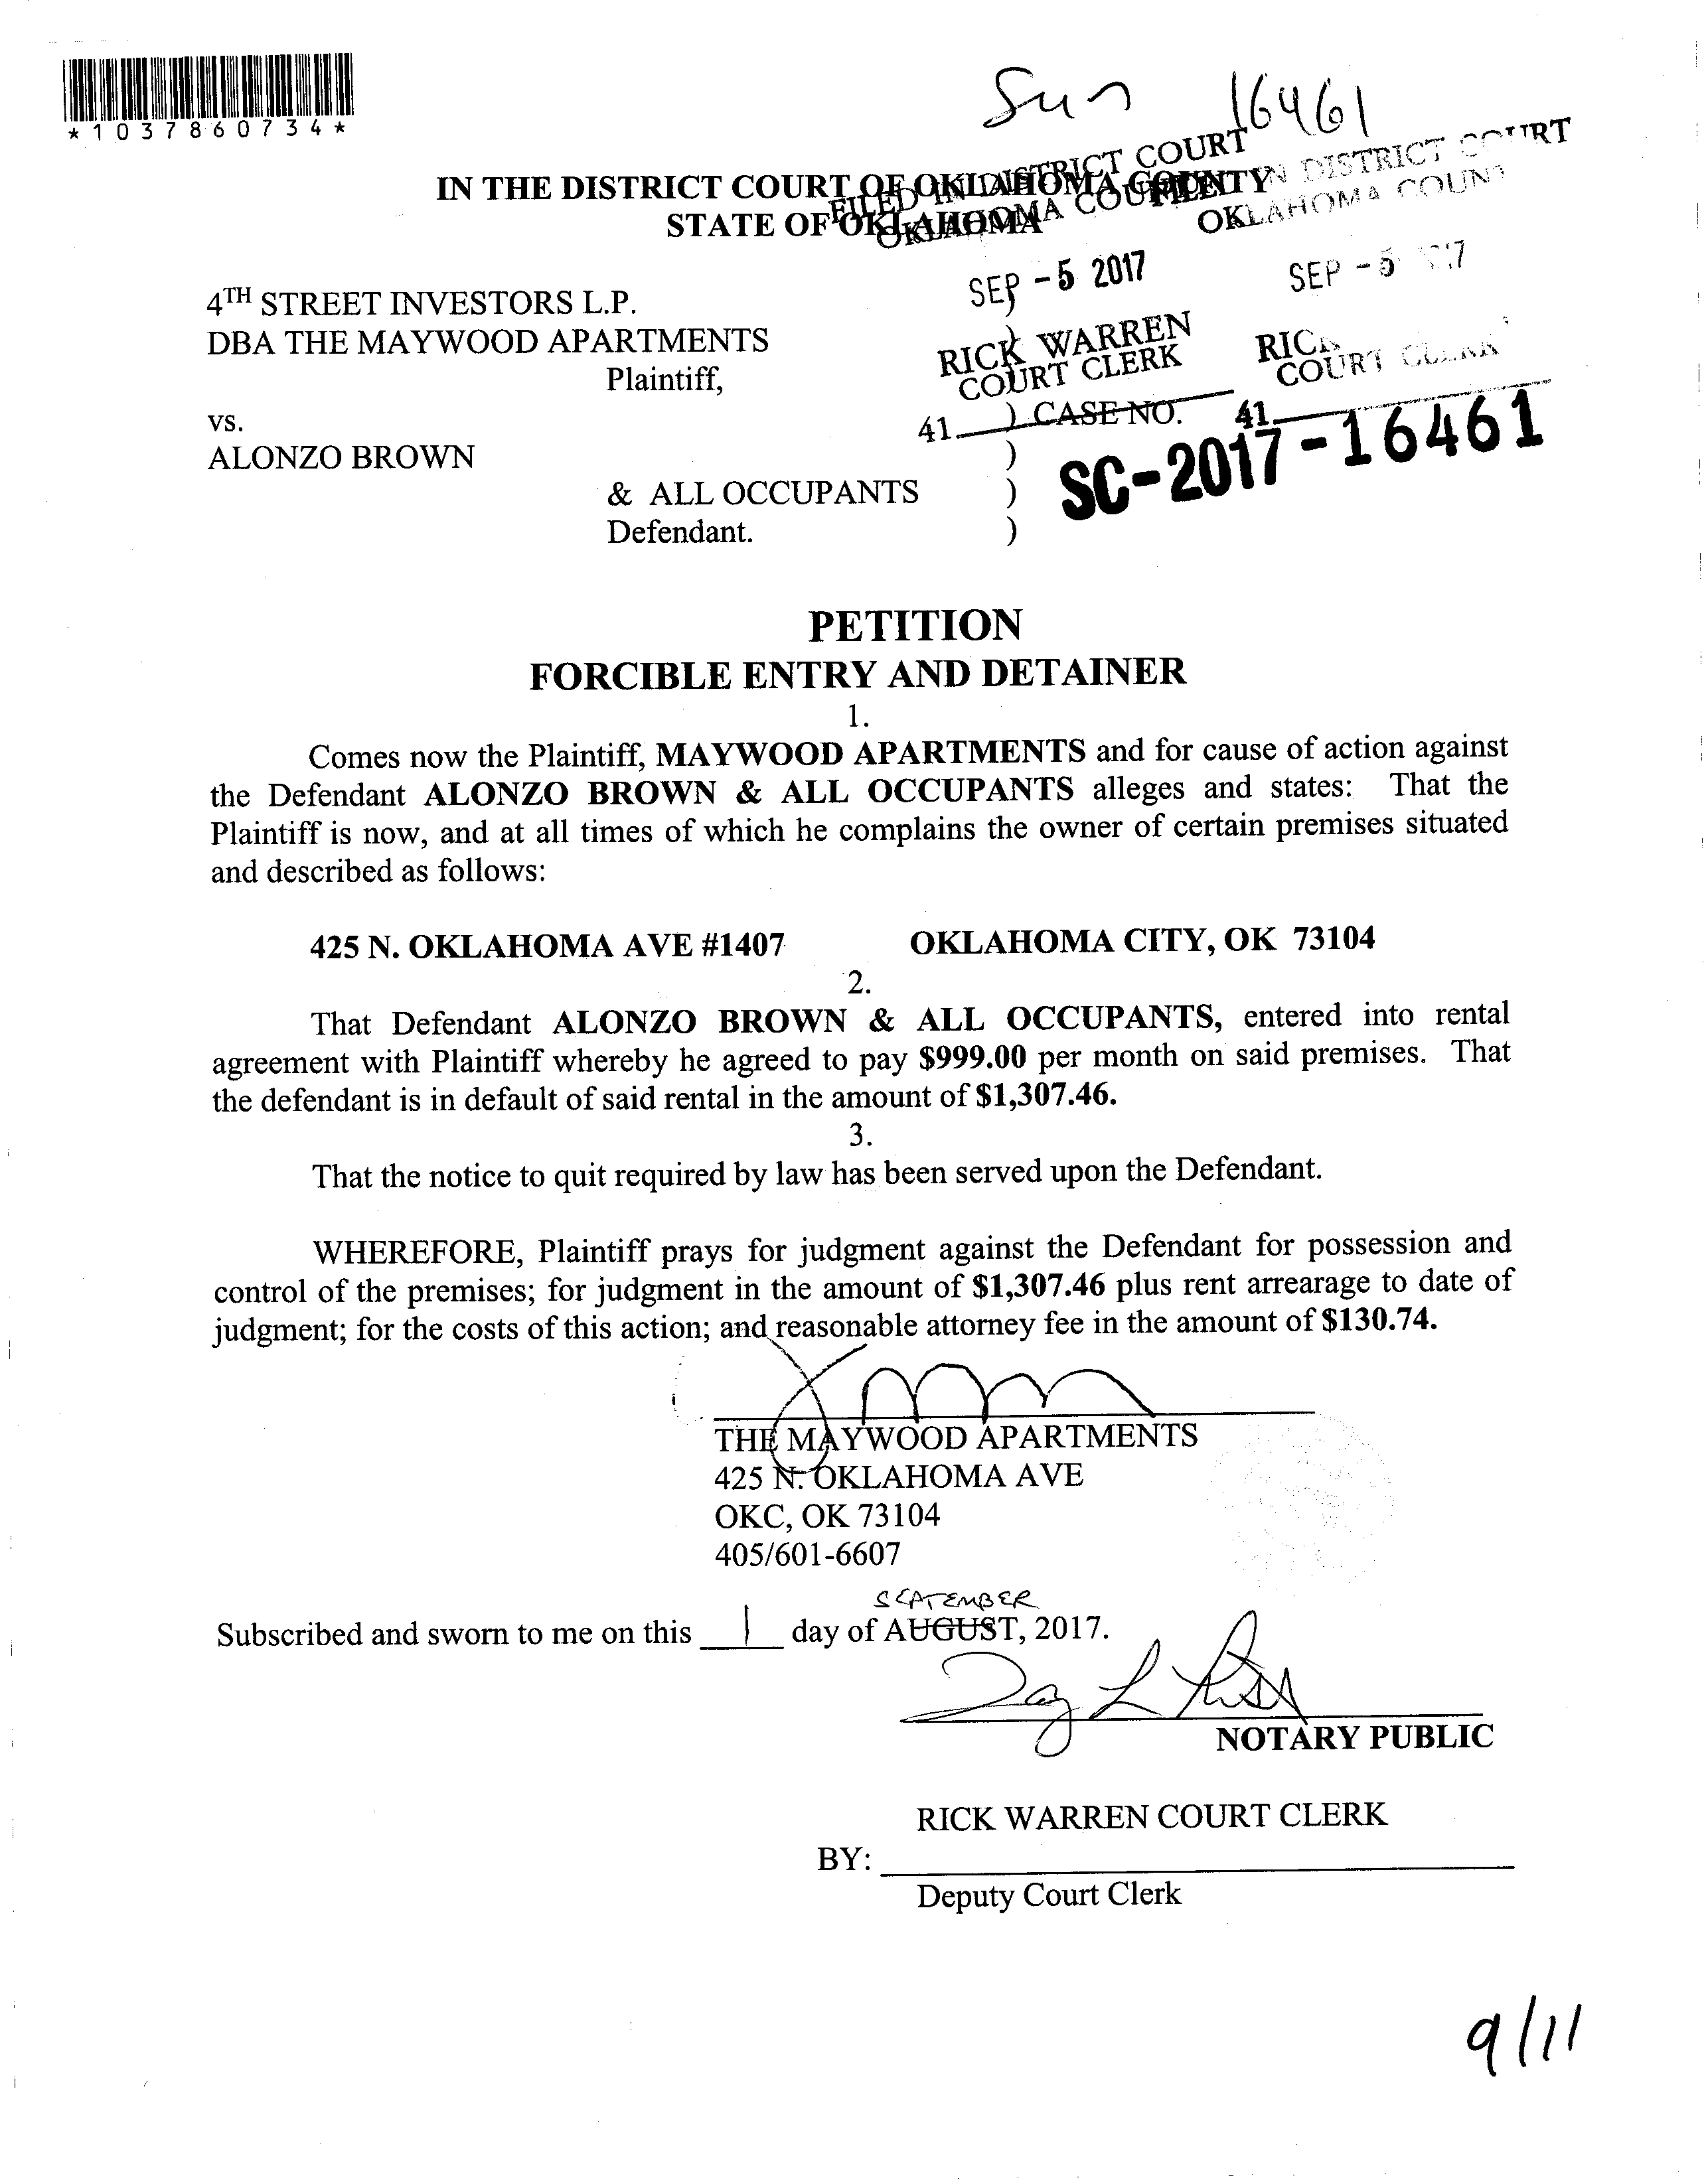 *1037860734*
Sun 16461
IN THE DISTRICT COURT OF OKLAHOMA COUNTY
STATE OF OKLAHOMA
FILED IN DISTRICT COURT
OKLAHOMA COUNTY
SEP -5 2017
RICK WARREN
COURT CLERK
41
FILED IN DISTRICT COURT
OKLAHOMA COUNTY
SEP -5
COURT CLERK
41
4TH STREET INVESTORS L.P.
DBA THE MAYWOOD APARTMENTS
Plaintiff,
vs. ) CASE NO.
ALONZO BROWN )
SC-2017-16461
& ALL OCCUPANTS )
Defendant. )
PETITION
FORCIBLE ENTRY AND DETAINER
1.
Comes now the Plaintiff, MAYWOOD APARTMENTS and for cause of action against
the Defendant ALONZO BROWN & ALL OCCUPANTS alleges and states: That the
Plaintiff is now, and at all times of which he complains the owner of certain premises situated
and described as follows:
425 N. OKLAHOMA AVE #1407 OKLAHOMA CITY, OK 73104
2.
That Defendant ALONZO BROWN & ALL OCCUPANTS, entered into rental
agreement with Plaintiff whereby he agreed to pay $999.00 per month on said premises. That
the defendant is in default of said rental in the amount of $1,307.46.
3.
That the notice to quit required by law has been served upon the Defendant.
WHEREFORE, Plaintiff prays for judgment against the Defendant for possession and
control of the premises; for judgment in the amount of $1,307.46 plus rent arrearage to date of
judgment; for the costs of this action; and reasonable attorney fee in the amount of $130.74.
THE MAYWOOD APARTMENTS
425 N. OKLAHOMA AVE
OKC, OK 73104
405/601-6607
SEPTEMBER
Subscribed and sworn to me on this 1 day of AUGUST, 2017.
NOTARY PUBLIC
RICK WARREN COURT CLERK
BY:
Deputy Court Clerk
9/11